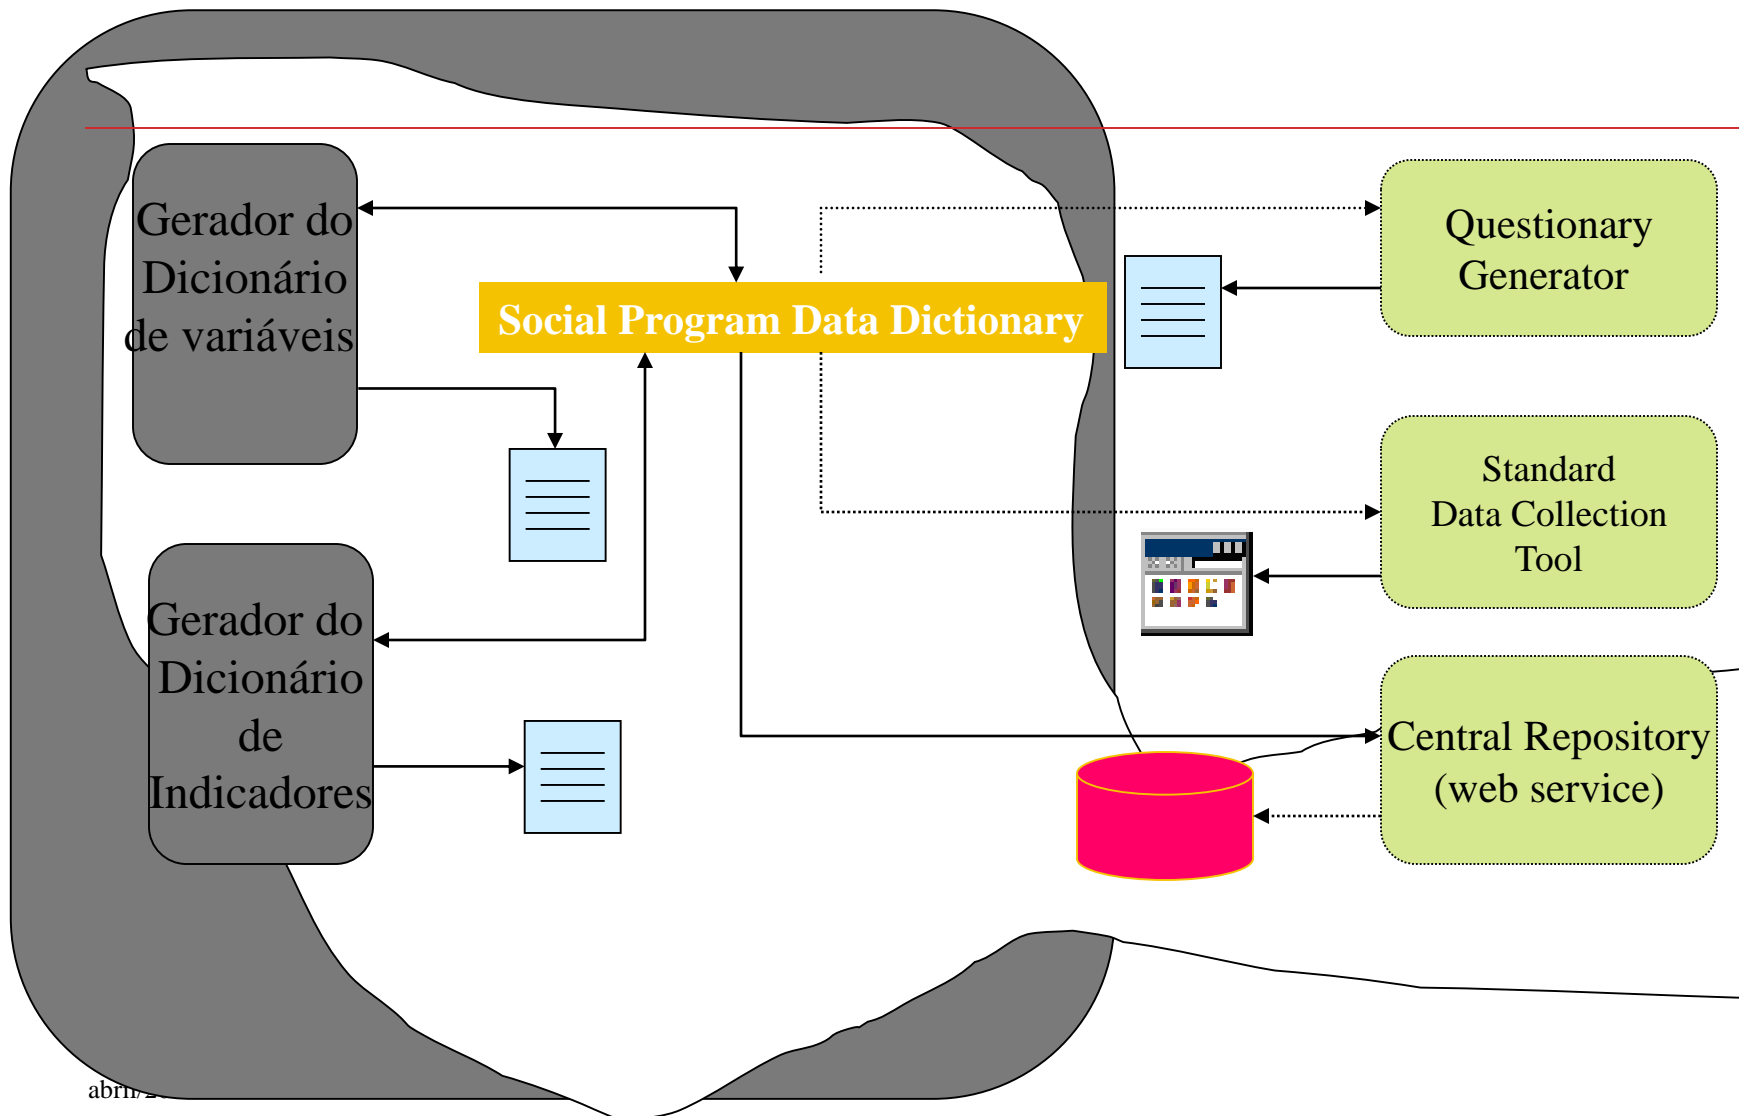 Gerador do
Dicionário
de variáveis
Social Program Data Dictionary
Questionary
Generator
Standard
Data Collection
Tool
Gerador do
Dicionário
de
Indicadores
Central Repository
(web service)